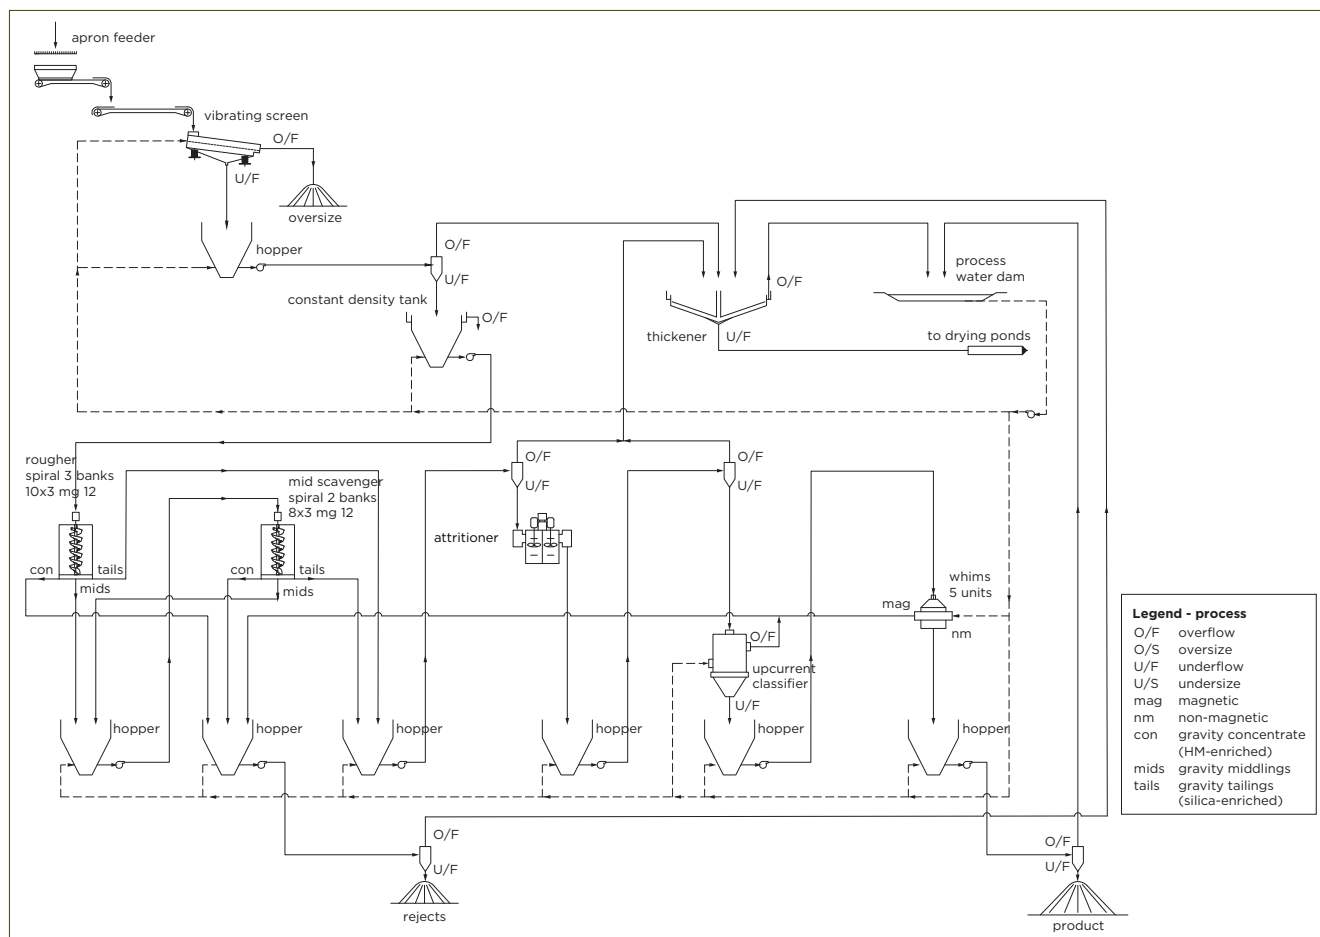 apron feeder
vibrating screen
O/F
U/F
oversize
hopper
O/F
U/F
constant density tank
O/F
O/F
thickener
U/F
process
water dam
to drying ponds
rougher
spiral 3 banks
10x3 mg 12
mid scavenger
spiral 2 banks
8x3 mg 12
O/F
U/F
O/F
U/F
attritioner
con
tails
mids
con
tails
mids
whims
5 units
mag
nm
O/F
upcurrent
classifier
U/F
hopper
hopper
hopper
hopper
hopper
hopper
O/F
U/F
rejects
O/F
U/F
product
Legend - process
O/F overflow
O/S oversize
U/F underflow
U/S undersize
mag magnetic
nm non-magnetic
con gravity concentrate
(HM-enriched)
mids gravity middlings
tails gravity tailings
(silica-enriched)